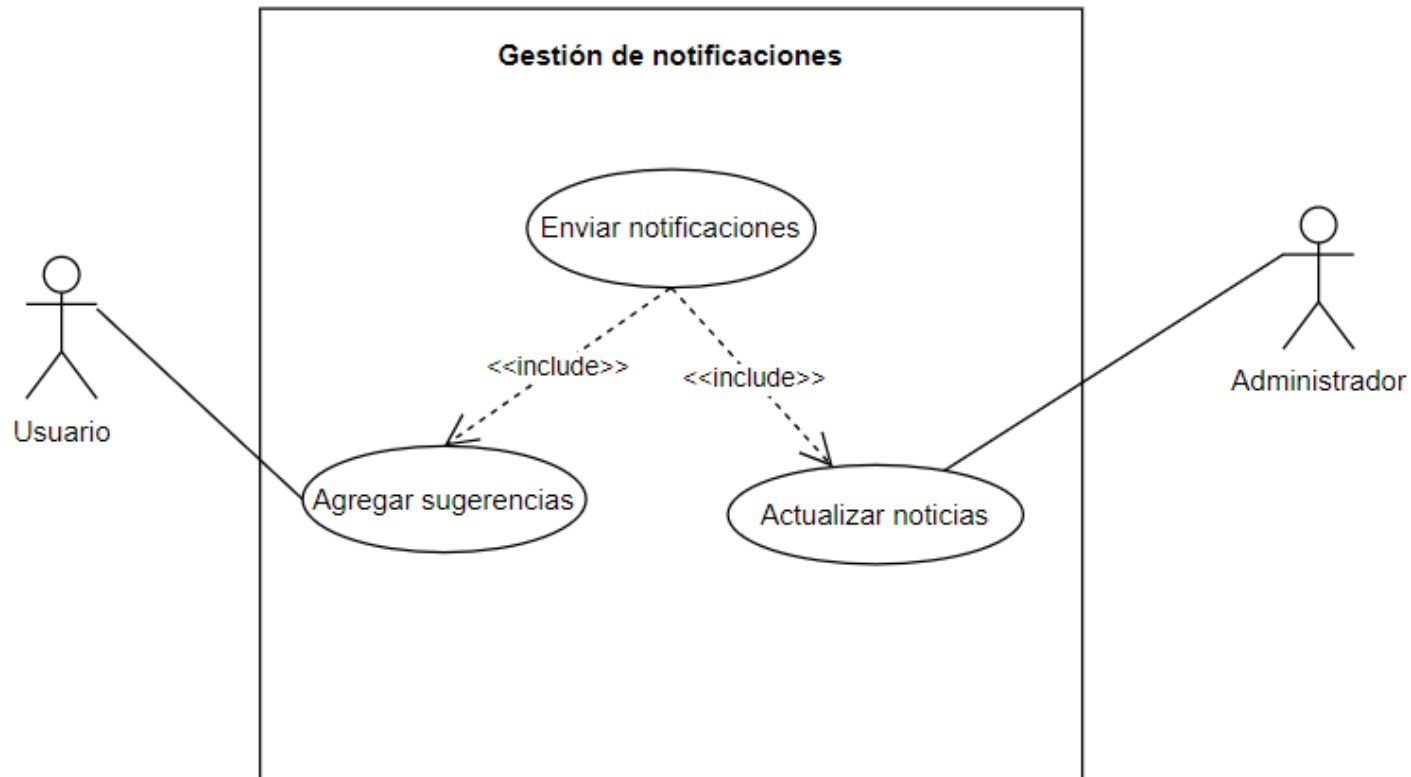 Gestión de notificaciones
Enviar notificaciones
<<include>>
<<include>>
Usuario
Administrador
Agregar sugerencias
Actualizar noticias